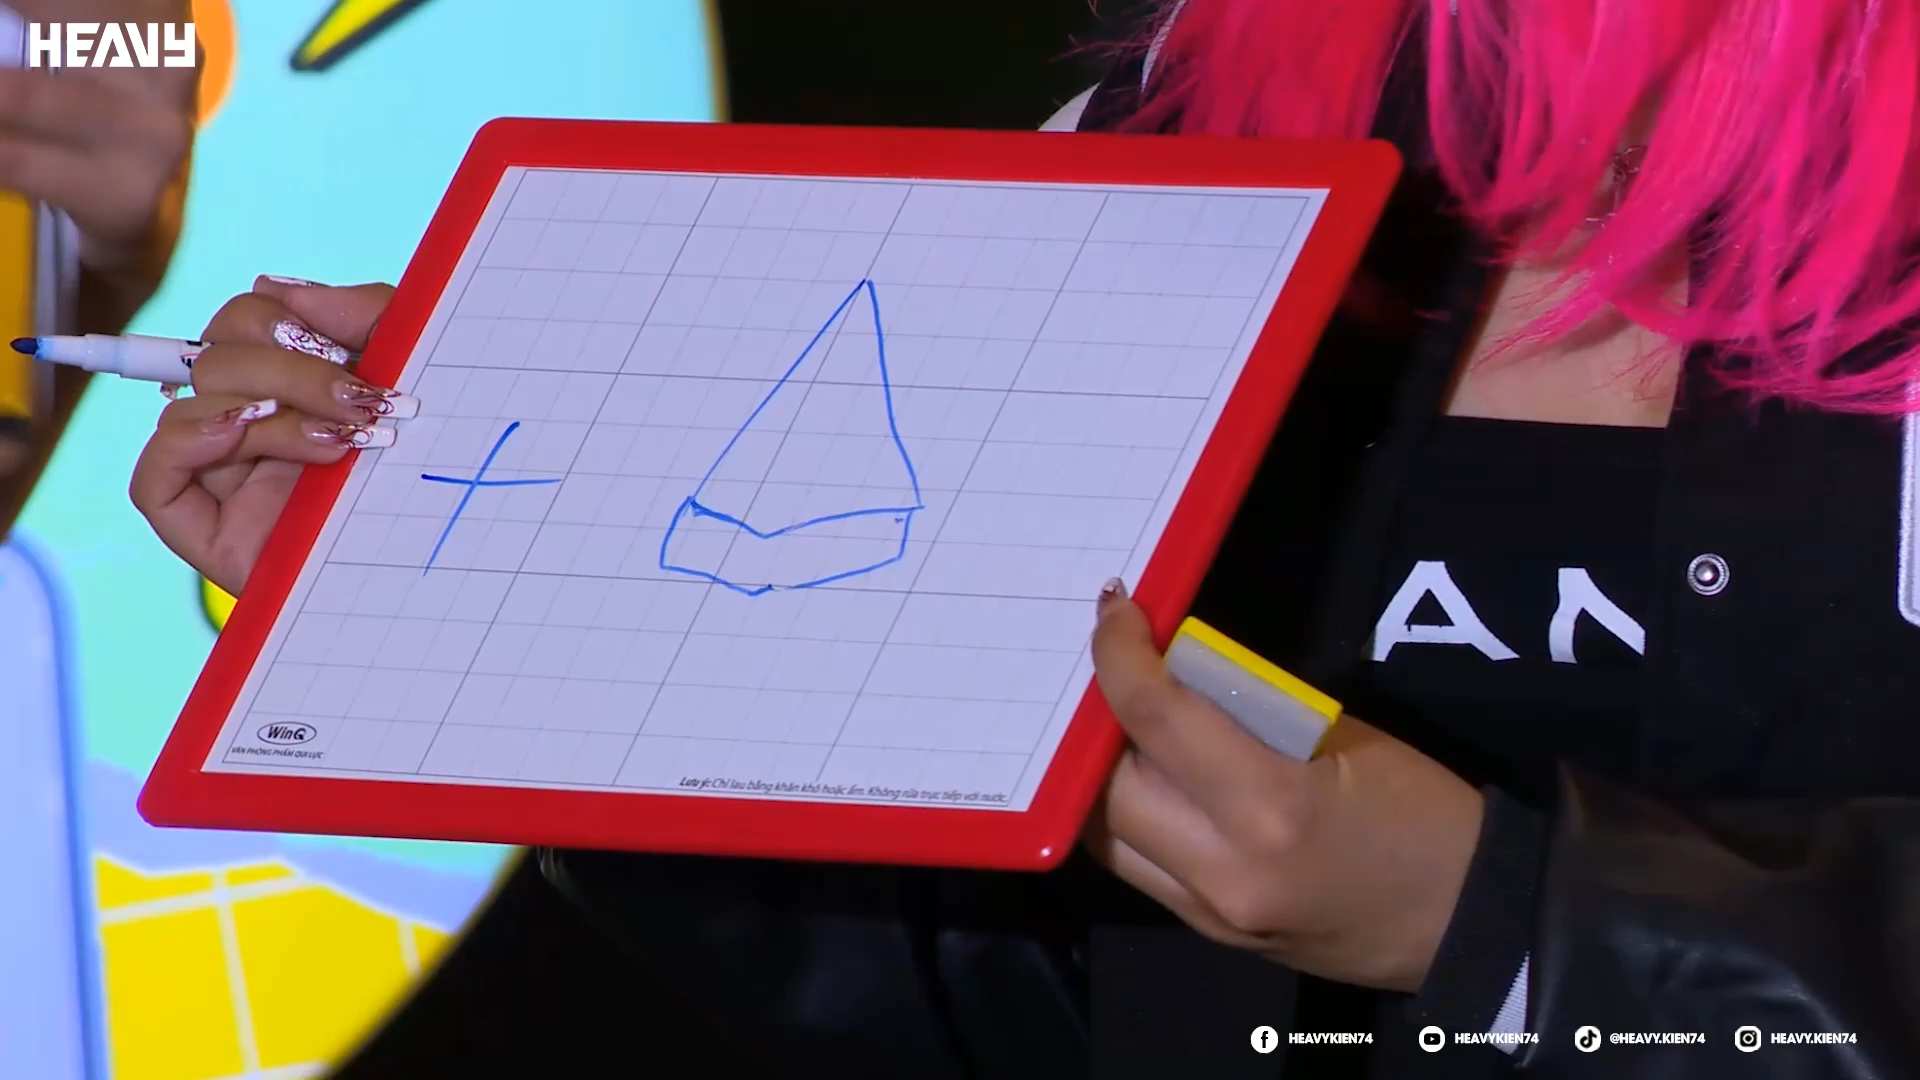 HEAVY
+
AN
WinQ
VĂN PHÒNG PHẨM QUI LỰC
Lưu ý: Chỉ lau bằng khăn khô hoặc ẩm. Không rửa trực tiếp với nước.
HEAVYKIEN74
HEAVYKIEN74
@HEAVY.KIEN74
HEAVY.KIEN74